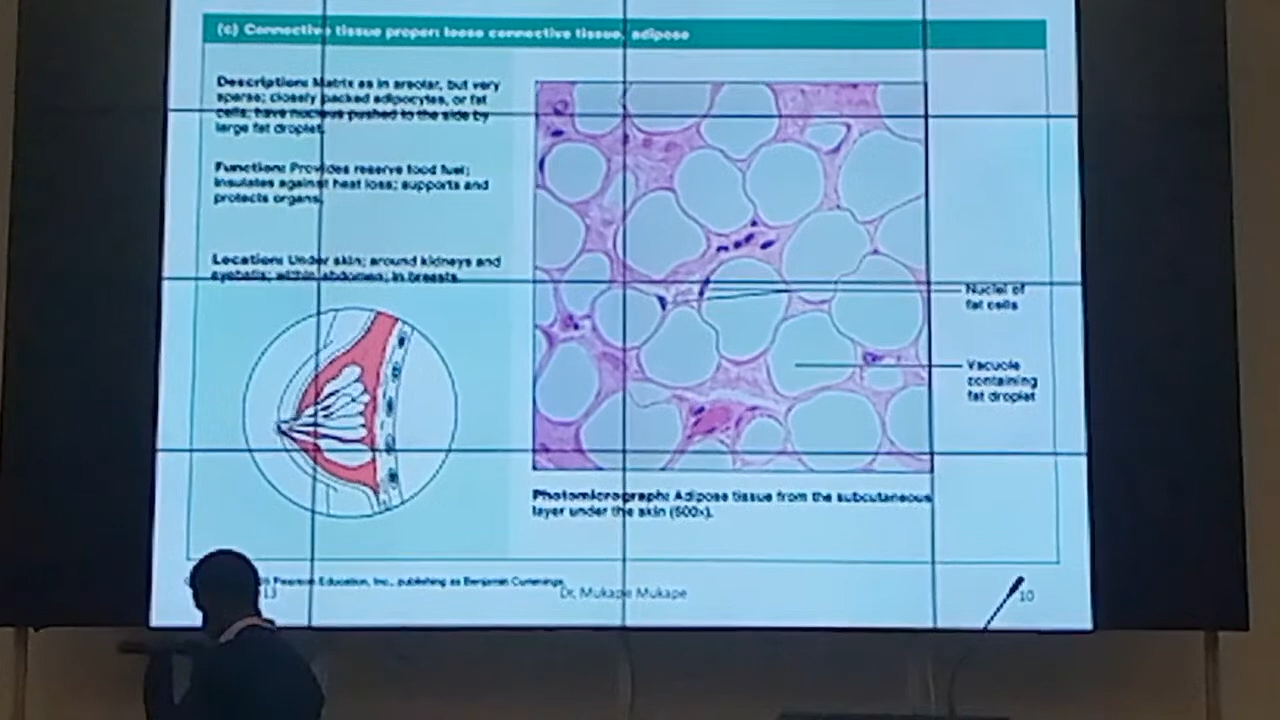 (c) Connective tissue proper: loose connective tissue, adipose
Description: Matrix as in areolar, but very
sparse; closely packed adipocytes, or fat
cells, have nucleus pushed to the side by
large fat droplet.
Function: Provides reserve food fuel;
insulates against heat loss; supports and
protects organs.
Location: Under skin; around kidneys and
eyeballs; within abdomen; in breasts.
Nuclei of
fat cells
Vacuole
containing
fat droplet
Photomicrograph: Adipose tissue from the subcutaneous
layer under the skin (600x).
Pearson Education, Inc., publishing as Benjamin Cummings
13
Dr. Mukape Mukape
10